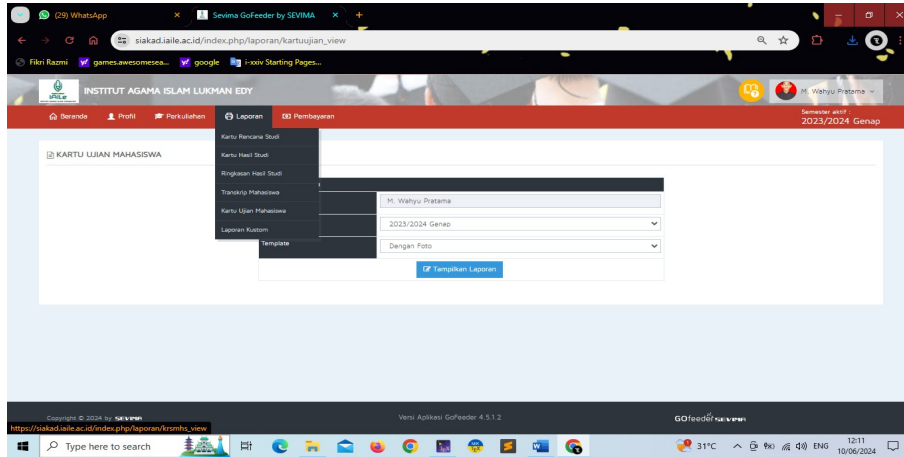 (29) WhatsApp
Sevima GoFeeder by SEVIMA
siakad.iaile.ac.id/index.php/laporan/kartuujian_view
Fikri Razmi
games.awesomesea...
google
i-xxiv Starting Pages...
INSTITUT AGAMA ISLAM LUKMAN EDY
M. Wahyu Pratama
Beranda
Profil
Perkuliahan
Laporan
Pembayaran
Semester aktif :
2023/2024 Genap
KARTU UJIAN MAHASISWA
Kartu Rencana Studi
Kartu Hasil Studi
Ringkasan Hasil Studi
Transkrip Mahasiswa
Kartu Ujian Mahasiswa
Laporan Kustom
M. Wahyu Pratama
2023/2024 Genap
Template
Dengan Foto
Tampilkan Laporan
Copyright © 2024 by SEVIMA
Versi Aplikasi GoFeeder 4.5.1.2
GOfeeder SEVIMA
https://siakad.iaile.ac.id/index.php/laporan/krsmhs_view
Type here to search
31°C
ENG
12:11
10/06/2024